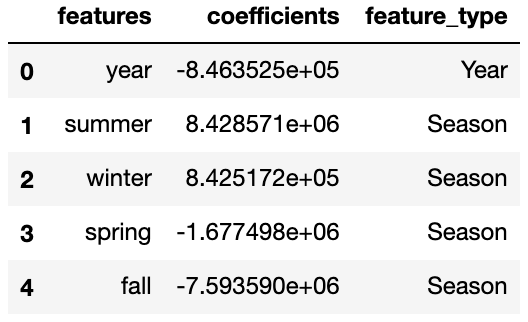 features coefficients feature_type
0 year -8.463525e+05 Year
1 summer 8.428571e+06 Season
2 winter 8.425172e+05 Season
3 spring -1.677498e+06 Season
4 fall -7.593590e+06 Season